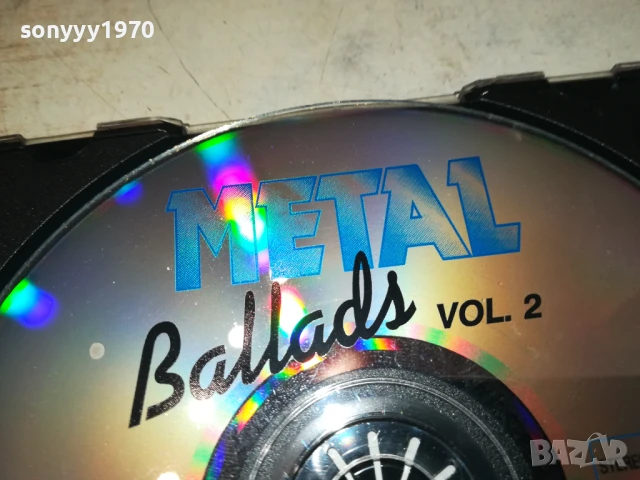 sonyyy1970
METAL
Ballads VOL. 2
BAZAR